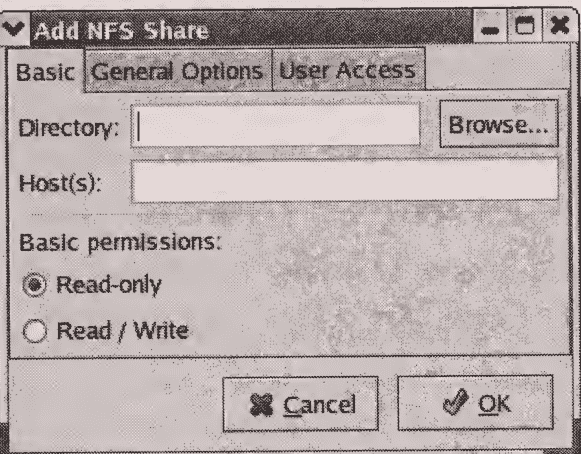 Add NFS Share
Basic General Options User Access
Directory: Browse...
Host(s):
Basic permissions:
Read-only
Read / Write
Cancel OK